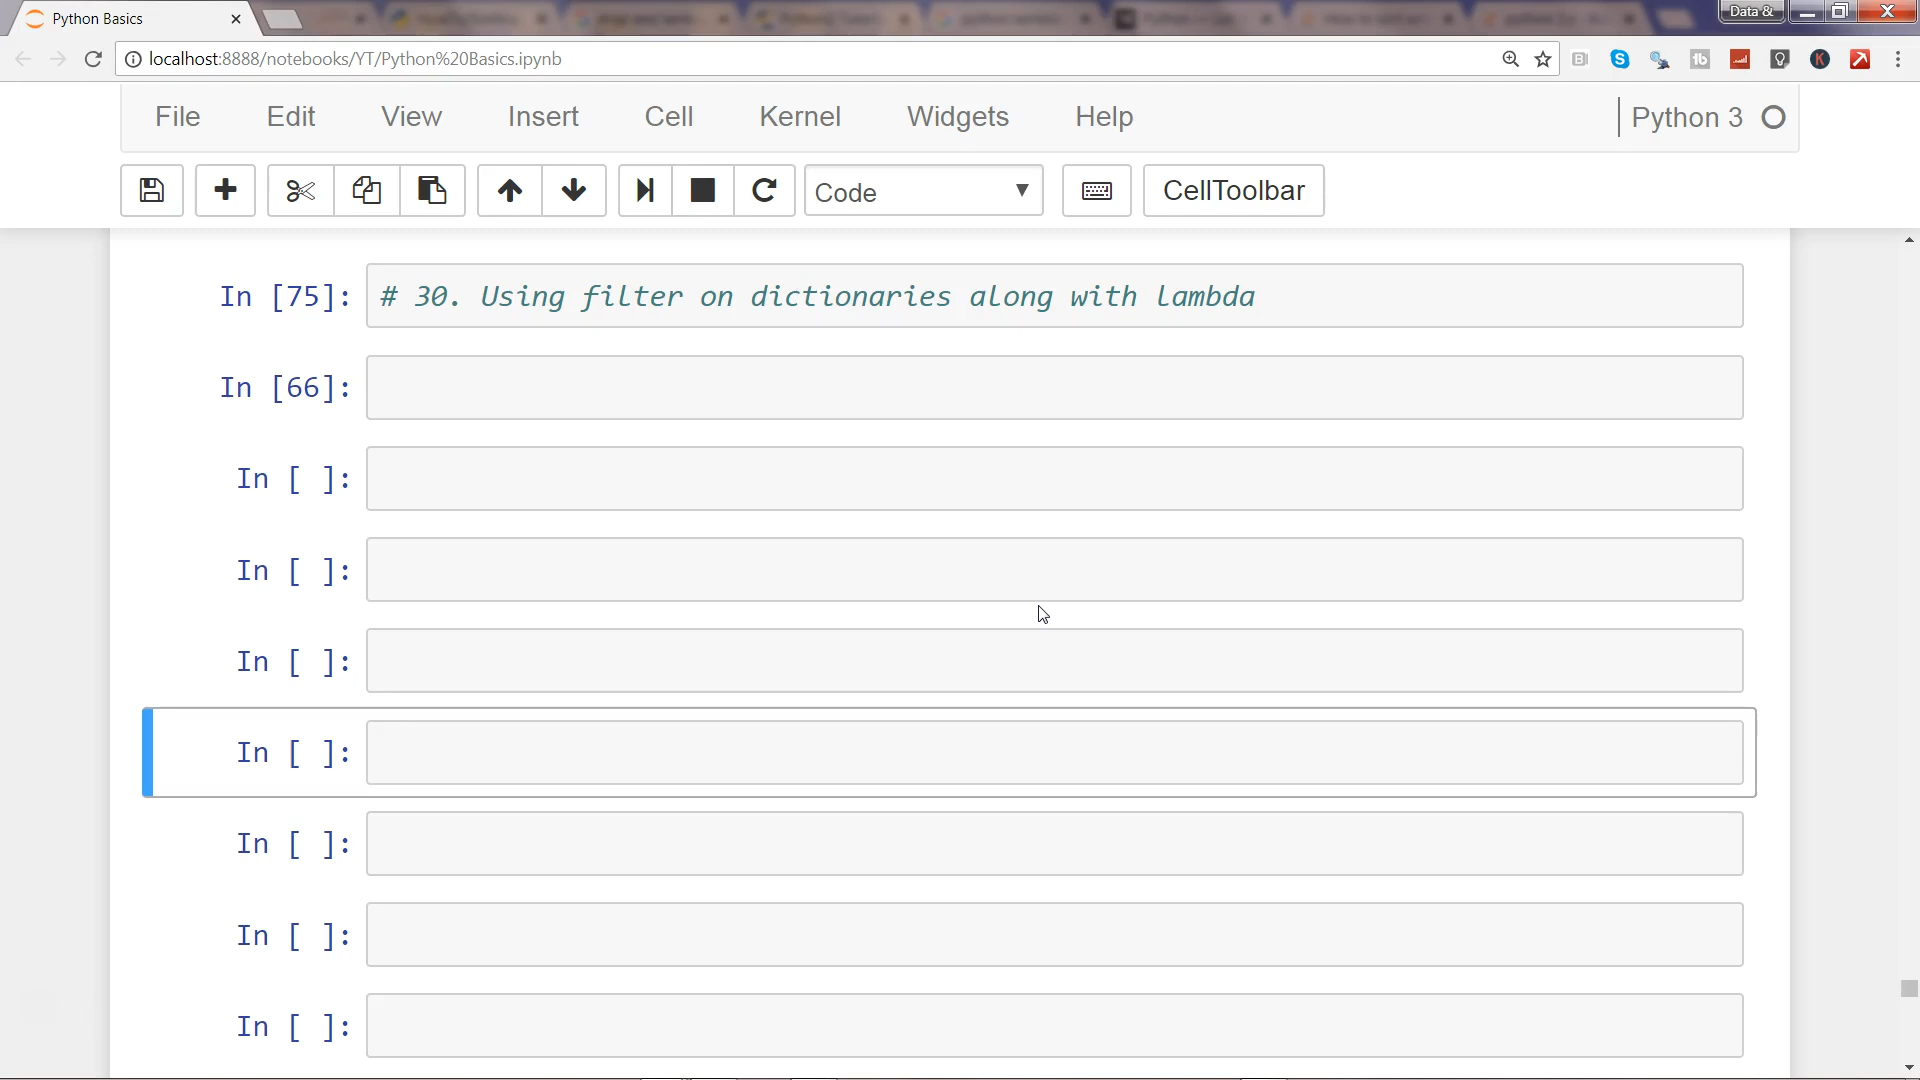 Python Basics
Data &
localhost:8888/notebooks/YT/Python%20Basics.ipynb
File Edit View Insert Cell Kernel Widgets Help Python 3
Code CellToolbar
In [75]: # 30. Using filter on dictionaries along with lambda
In [66]:
In [ ]:
In [ ]:
In [ ]:
In [ ]:
In [ ]:
In [ ]:
In [ ]: